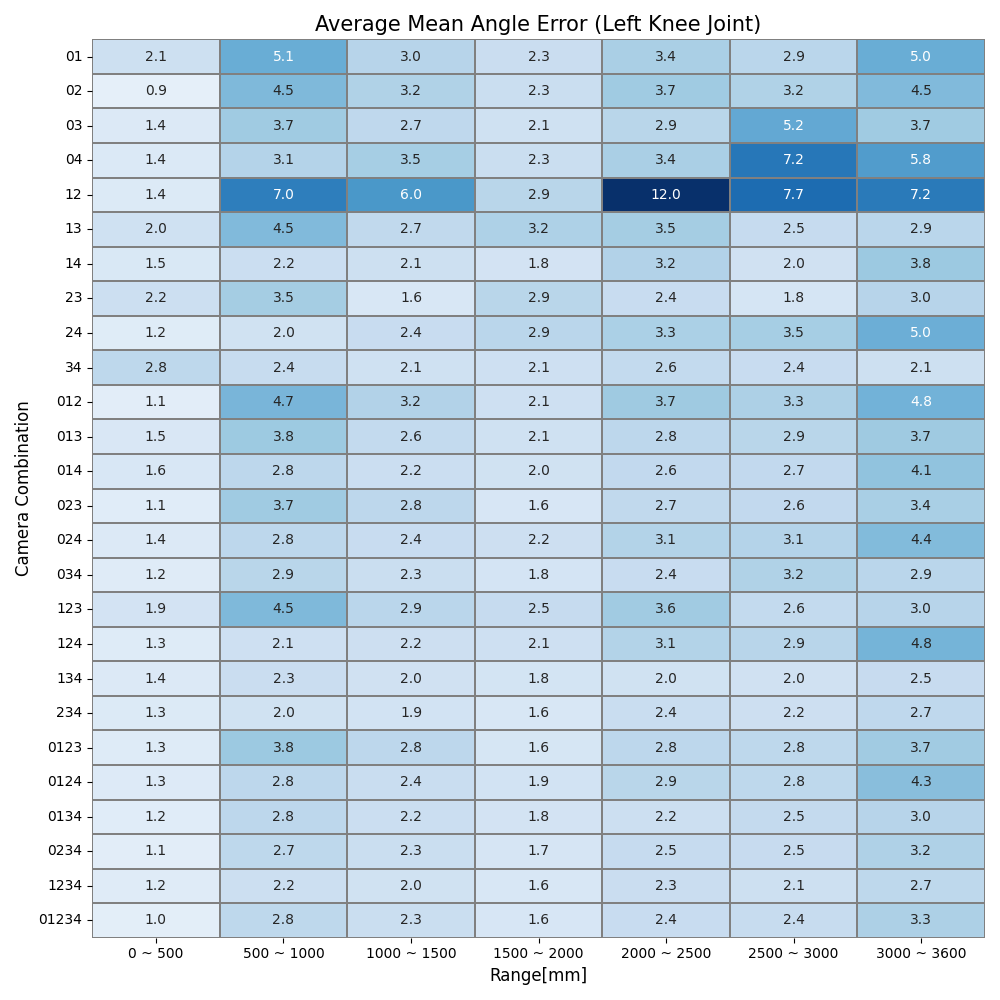 Average Mean Angle Error (Left Knee Joint)
01 2.1 5.1 3.0 2.3 3.4 2.9 5.0
02 0.9 4.5 3.2 2.3 3.7 3.2 4.5
03 1.4 3.7 2.7 2.1 2.9 5.2 3.7
04 1.4 3.1 3.5 2.3 3.4 7.2 5.8
12 1.4 7.0 6.0 2.9 12.0 7.7 7.2
13 2.0 4.5 2.7 3.2 3.5 2.5 2.9
14 1.5 2.2 2.1 1.8 3.2 2.0 3.8
23 2.2 3.5 1.6 2.9 2.4 1.8 3.0
24 1.2 2.0 2.4 2.9 3.3 3.5 5.0
34 2.8 2.4 2.1 2.1 2.6 2.4 2.1
012 1.1 4.7 3.2 2.1 3.7 3.3 4.8
013 1.5 3.8 2.6 2.1 2.8 2.9 3.7
014 1.6 2.8 2.2 2.0 2.6 2.7 4.1
023 1.1 3.7 2.8 1.6 2.7 2.6 3.4
024 1.4 2.8 2.4 2.2 3.1 3.1 4.4
034 1.2 2.9 2.3 1.8 2.4 3.2 2.9
123 1.9 4.5 2.9 2.5 3.6 2.6 3.0
124 1.3 2.1 2.2 2.1 3.1 2.9 4.8
134 1.4 2.3 2.0 1.8 2.0 2.0 2.5
234 1.3 2.0 1.9 1.6 2.4 2.2 2.7
0123 1.3 3.8 2.8 1.6 2.8 2.8 3.7
0124 1.3 2.8 2.4 1.9 2.9 2.8 4.3
0134 1.2 2.8 2.2 1.8 2.2 2.5 3.0
0234 1.1 2.7 2.3 1.7 2.5 2.5 3.2
1234 1.2 2.2 2.0 1.6 2.3 2.1 2.7
01234 1.0 2.8 2.3 1.6 2.4 2.4 3.3
0 ~ 500 500 ~ 1000 1000 ~ 1500 1500 ~ 2000 2000 ~ 2500 2500 ~ 3000 3000 ~ 3600
Range[mm]
Camera Combination